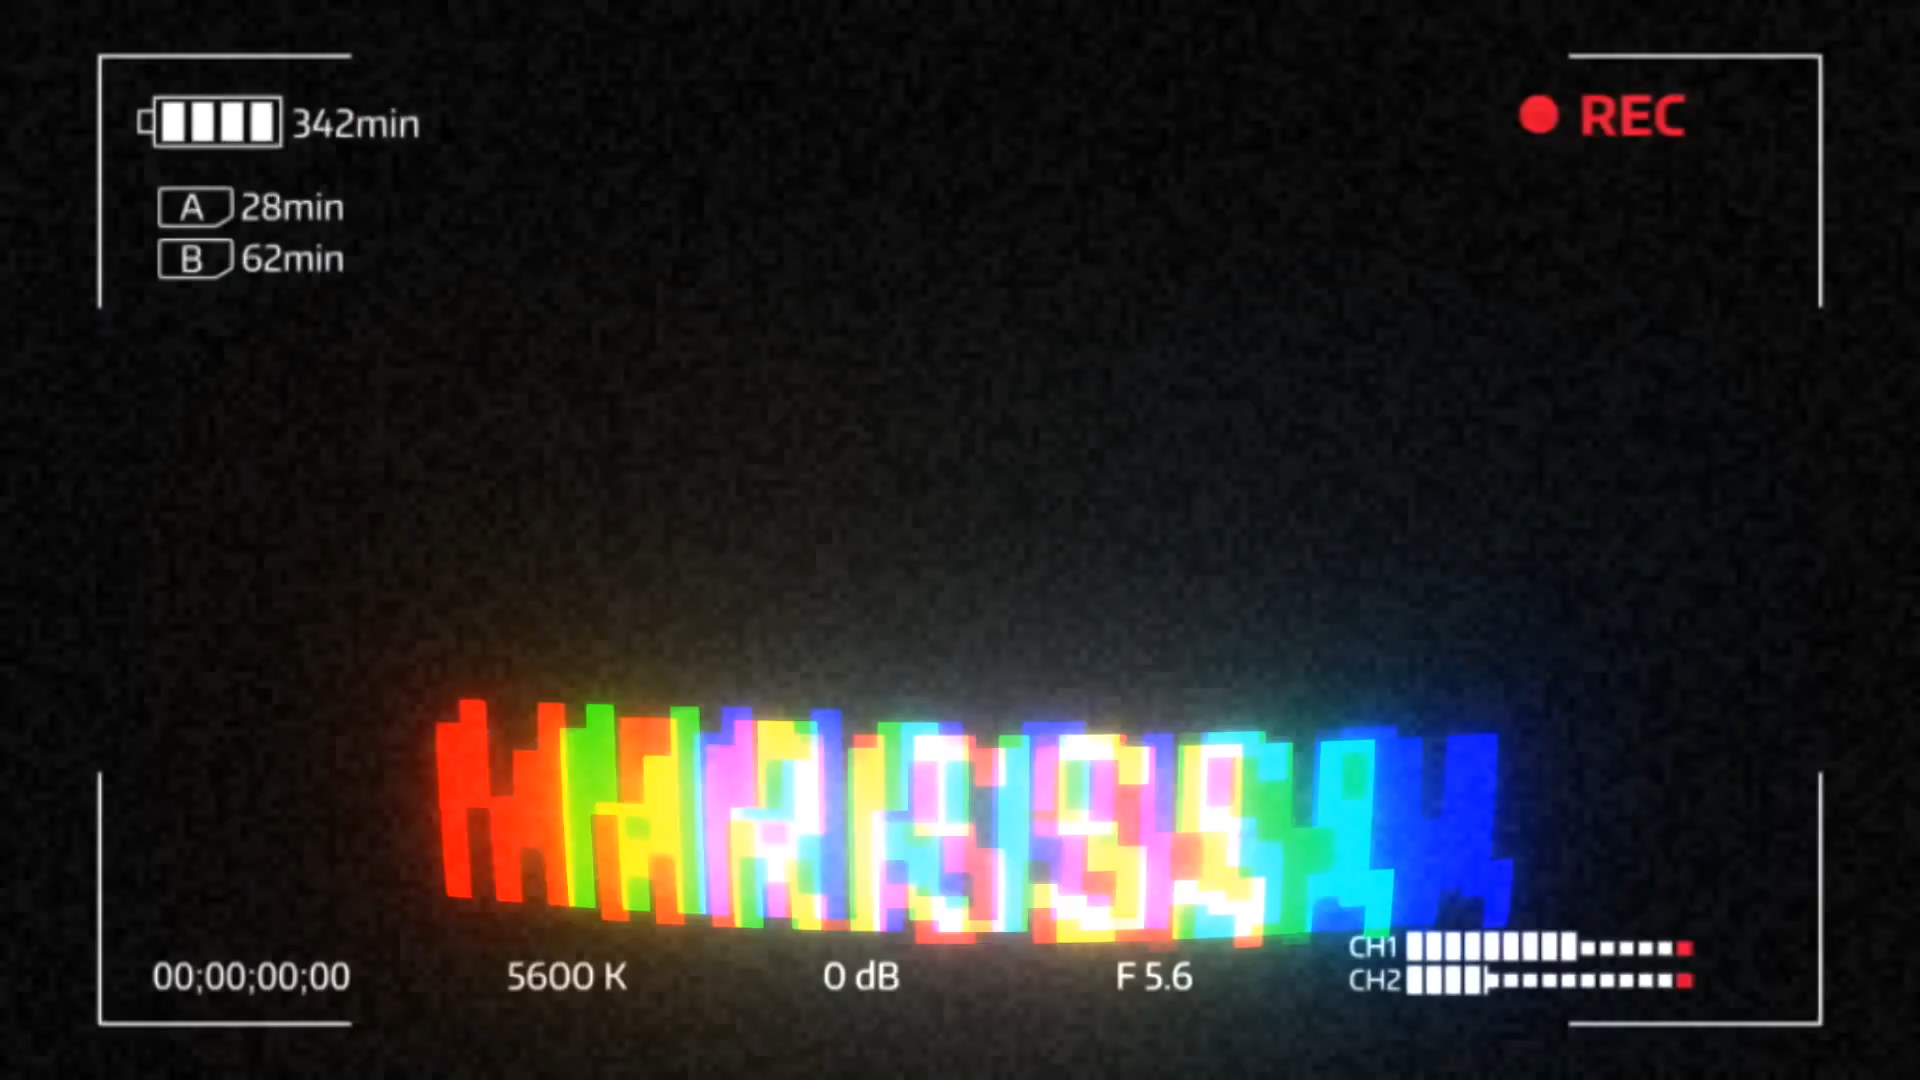 342min
REC
A 28min
B 62min
00;00;00;00
5600 K
0 dB
F 5.6
CH1
CH2